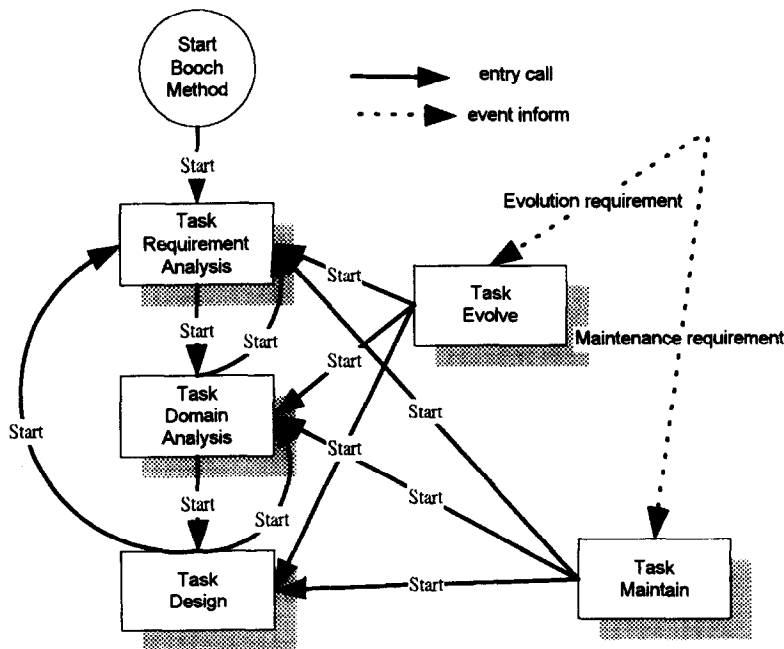 Start
Booch
Method
entry call
event inform
Start
Evolution requirement
Task
Requirement
Analysis
Start
Task
Evolve
Start
Start
Maintenance requirement
Start
Task
Domain
Analysis
Start
Start
Start
Start
Start
Start
Task
Design
Start
Task
Maintain